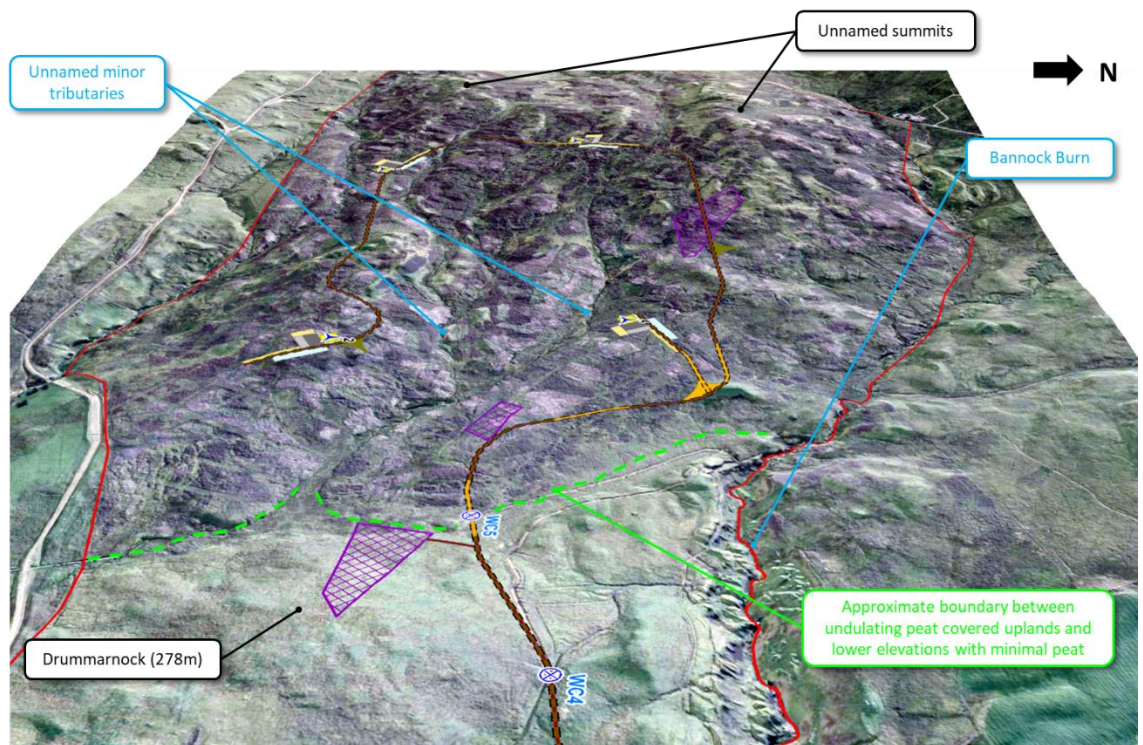 Unnamed summits
N
Unnamed minor
tributaries
Bannock Burn
WC5
Approximate boundary between
undulating peat covered uplands and
lower elevations with minimal peat
Drummarnock (278m)
WC4